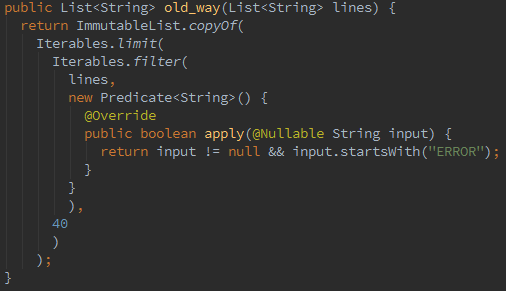 public List<String> old_way(List<String> lines) {
  return ImmutableList.copyOf(
    Iterables.limit(
      Iterables.filter(
        lines,
        new Predicate<String>() {
          @Override
          public boolean apply(@Nullable String input) {
            return input != null && input.startsWith("ERROR");
          }
        }
        ),
      40
      )
    );
}